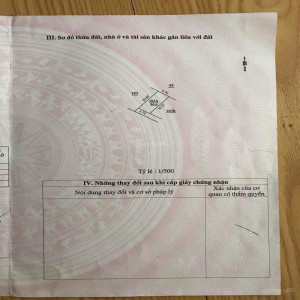 III. Sơ đồ thửa đất, nhà ở và tài sản khác gắn liền với đất
B
Tỷ lệ : 1/500
IV. Những thay đổi sau khi cấp giấy chứng nhận
Nội dung thay đổi và cơ sở pháp lý
Xác nhận của cơ
quan có thẩm quyền